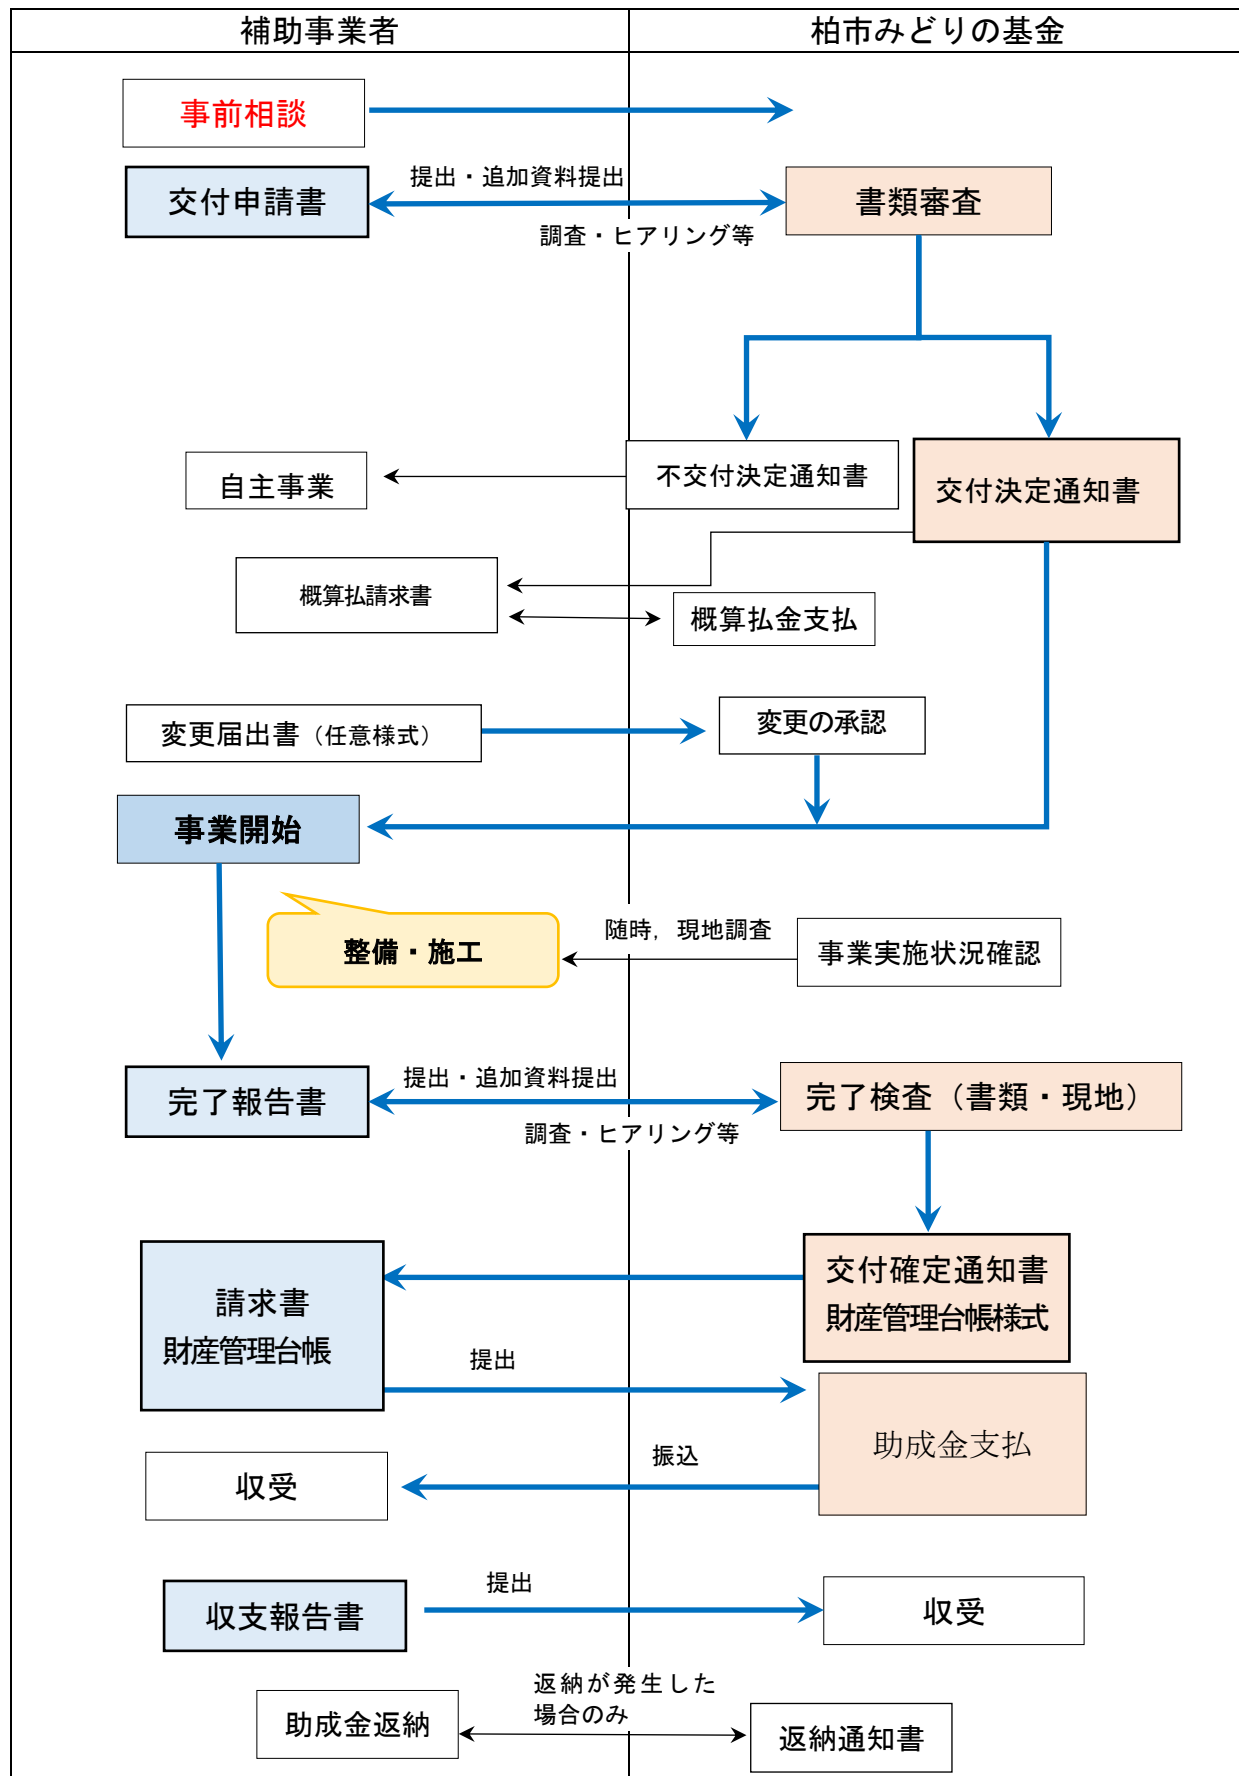 補助事業者
柏市みどりの基金
事前相談
提出・追加資料提出
交付申請書
書類審査
調査・ヒアリング等
自主事業
不交付決定通知書
交付決定通知書
概算払請求書
概算払金支払
変更届出書（任意様式）
変更の承認
事業開始
随時，現地調査
整備・施工
事業実施状況確認
提出・追加資料提出
完了報告書
完了検査（書類・現地）
調査・ヒアリング等
交付確定通知書
財産管理台帳様式
請求書
財産管理台帳
提出
助成金支払
振込
収受
提出
収支報告書
収受
返納が発生した
場合のみ
助成金返納
返納通知書